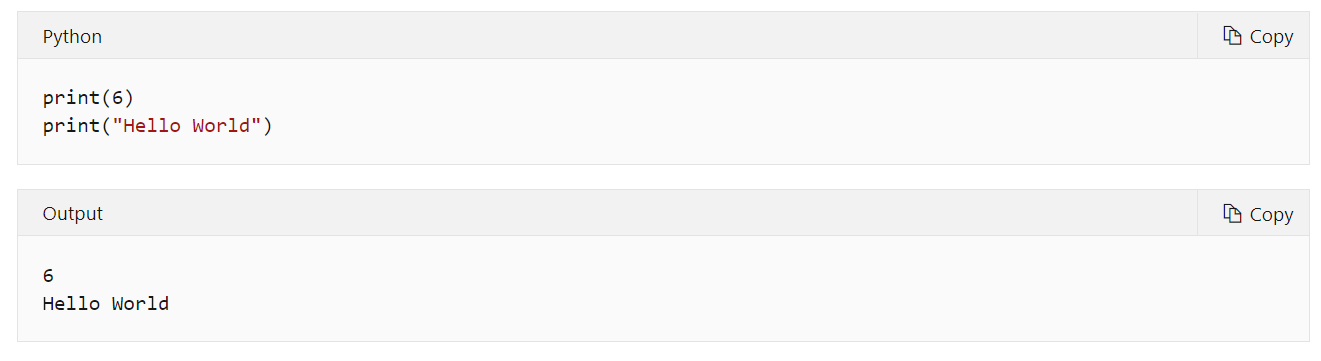 Python
Copy
print(6)
print("Hello World")
Output
Copy
6
Hello World